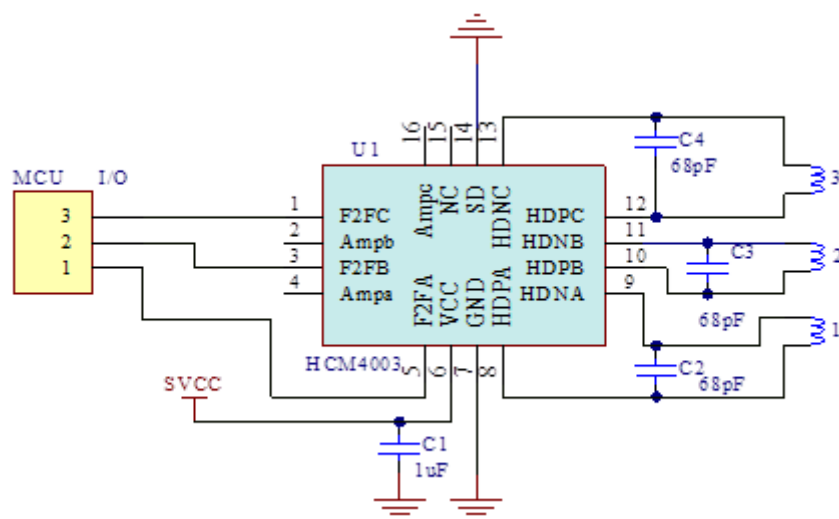 16 15 14 13
U1
C4
68pF
MCU I/O
3
2
1
1
2
3
4
F2FC
Ampb
F2FB
Ampa
Ampc
NC
SD
HDNC
F2FA
VCC
GND
HDPA
HDPC
HDNB
HDPB
HDNA
12
11
10
9
3
C3
68pF
2
1
HCM4003
5 6 7 8
C2
68pF
SVCC
C1
1uF